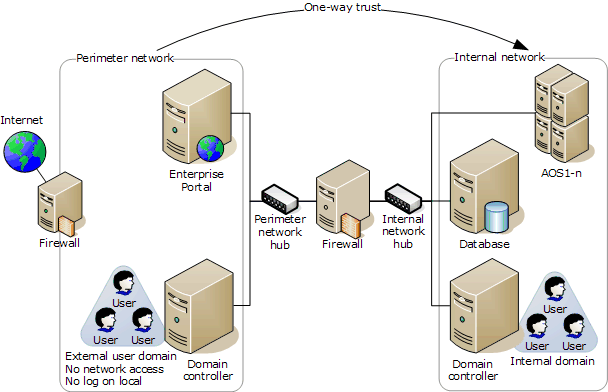 One-way trust
Perimeter network
Internal network
Internet
Enterprise
Portal
AOS1-n
Firewall
Perimeter
network
hub
Firewall
Internal
network
hub
Database
User
User
User
External user domain
No network access
No log on local
Domain
controller
Domain
controller
User
User
User
Internal domain